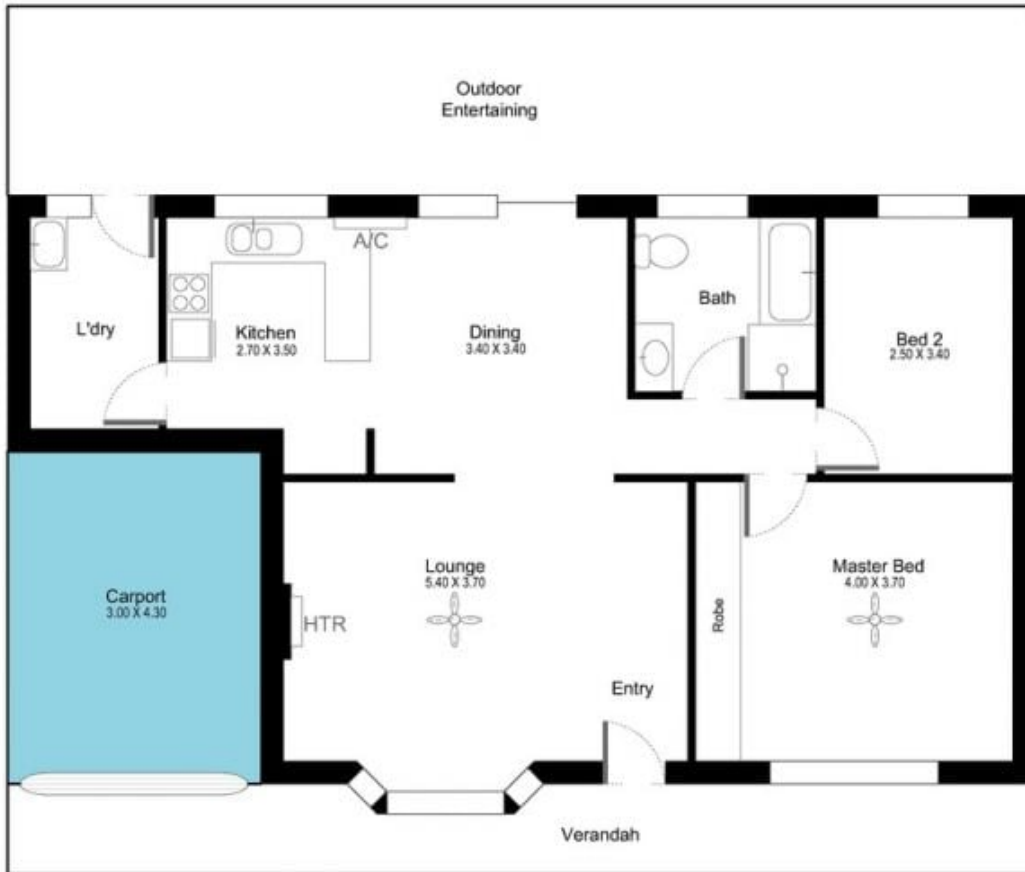 Outdoor
Entertaining
A/C
L'dry
Kitchen
2.70 X 3.50
Dining
3.40 X 3.40
Bath
Bed 2
2.50 X 3.40
Carport
3.00 X 4.30
Lounge
5.40 X 3.70
HTR
Entry
Robe
Master Bed
4.00 X 3.70
Verandah